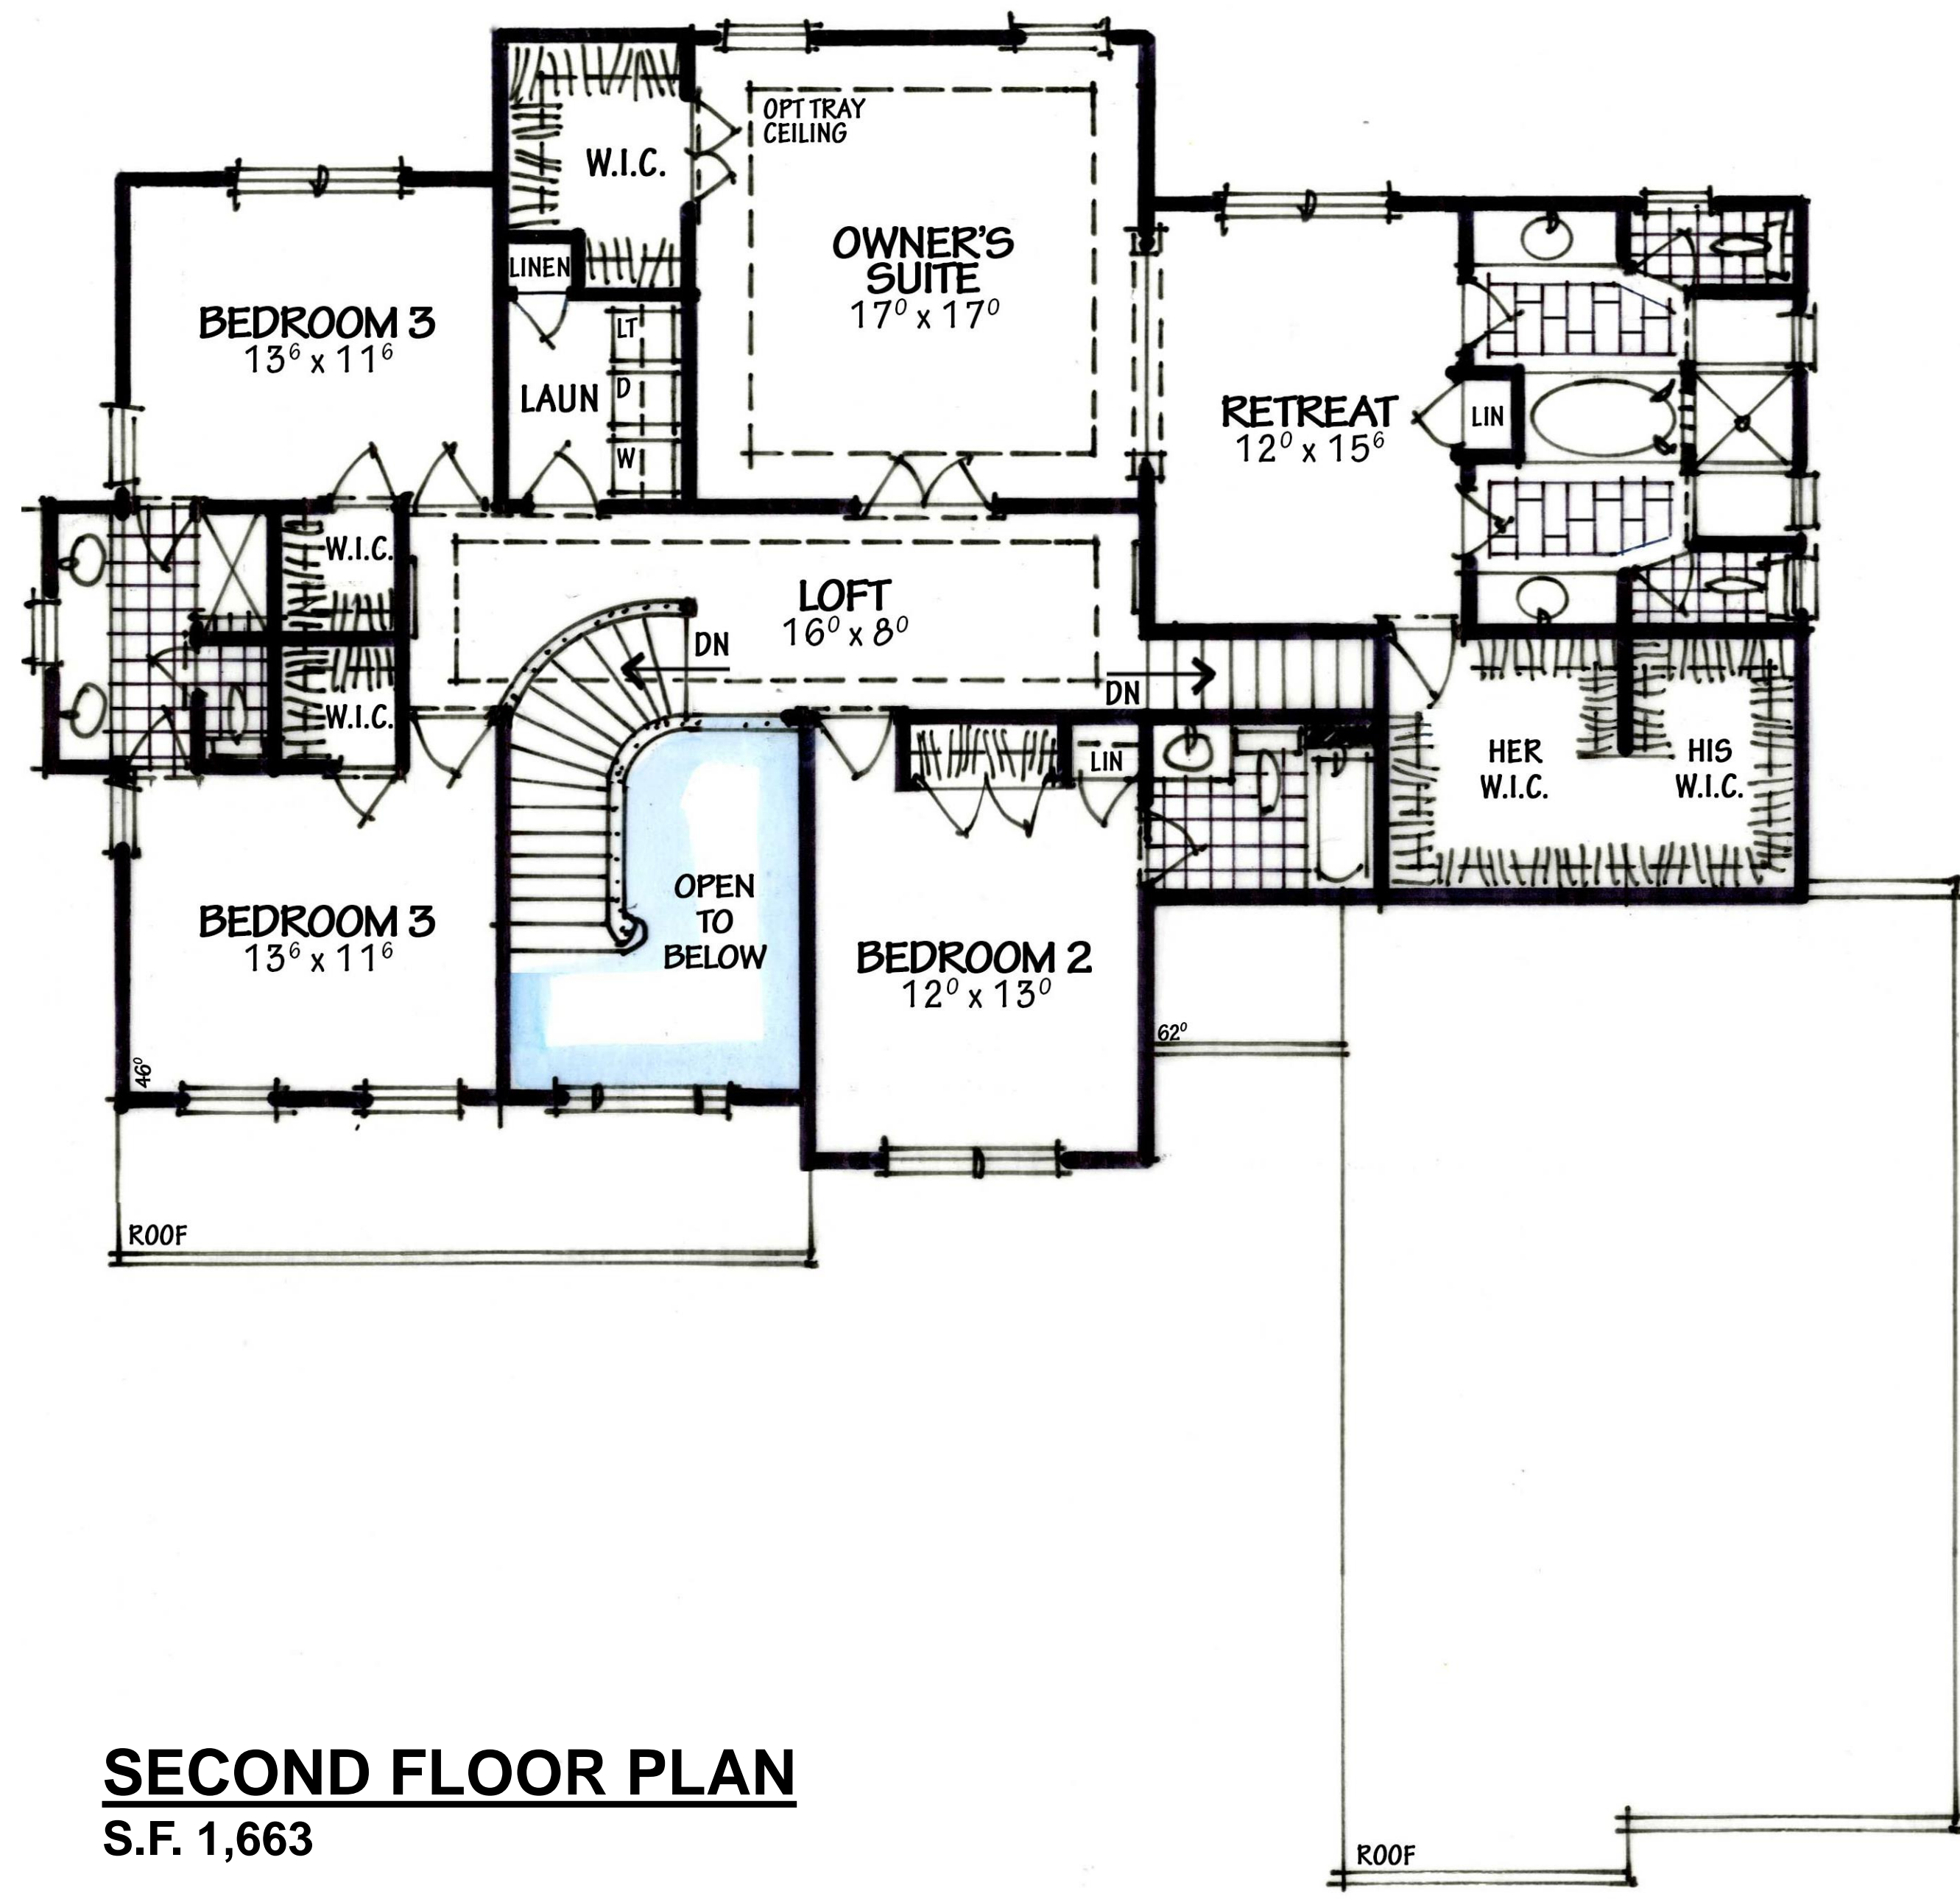 OPT TRAY
CEILING
W.I.C.
OWNER'S
SUITE
17⁰ x 17⁰
LINEN
BEDROOM 3
13⁶ x 11⁶
LT
D
W
LAUN
RETREAT
12⁰ x 15⁶
LIN
W.I.C.
LOFT
16⁰ x 8⁰
DN
DN
W.I.C.
HER
W.I.C.
HIS
W.I.C.
LIN
OPEN
TO
BELOW
BEDROOM 3
13⁶ x 11⁶
BEDROOM 2
12⁰ x 13⁰
62⁰
46⁰
ROOF
SECOND FLOOR PLAN
S.F. 1,663
ROOF